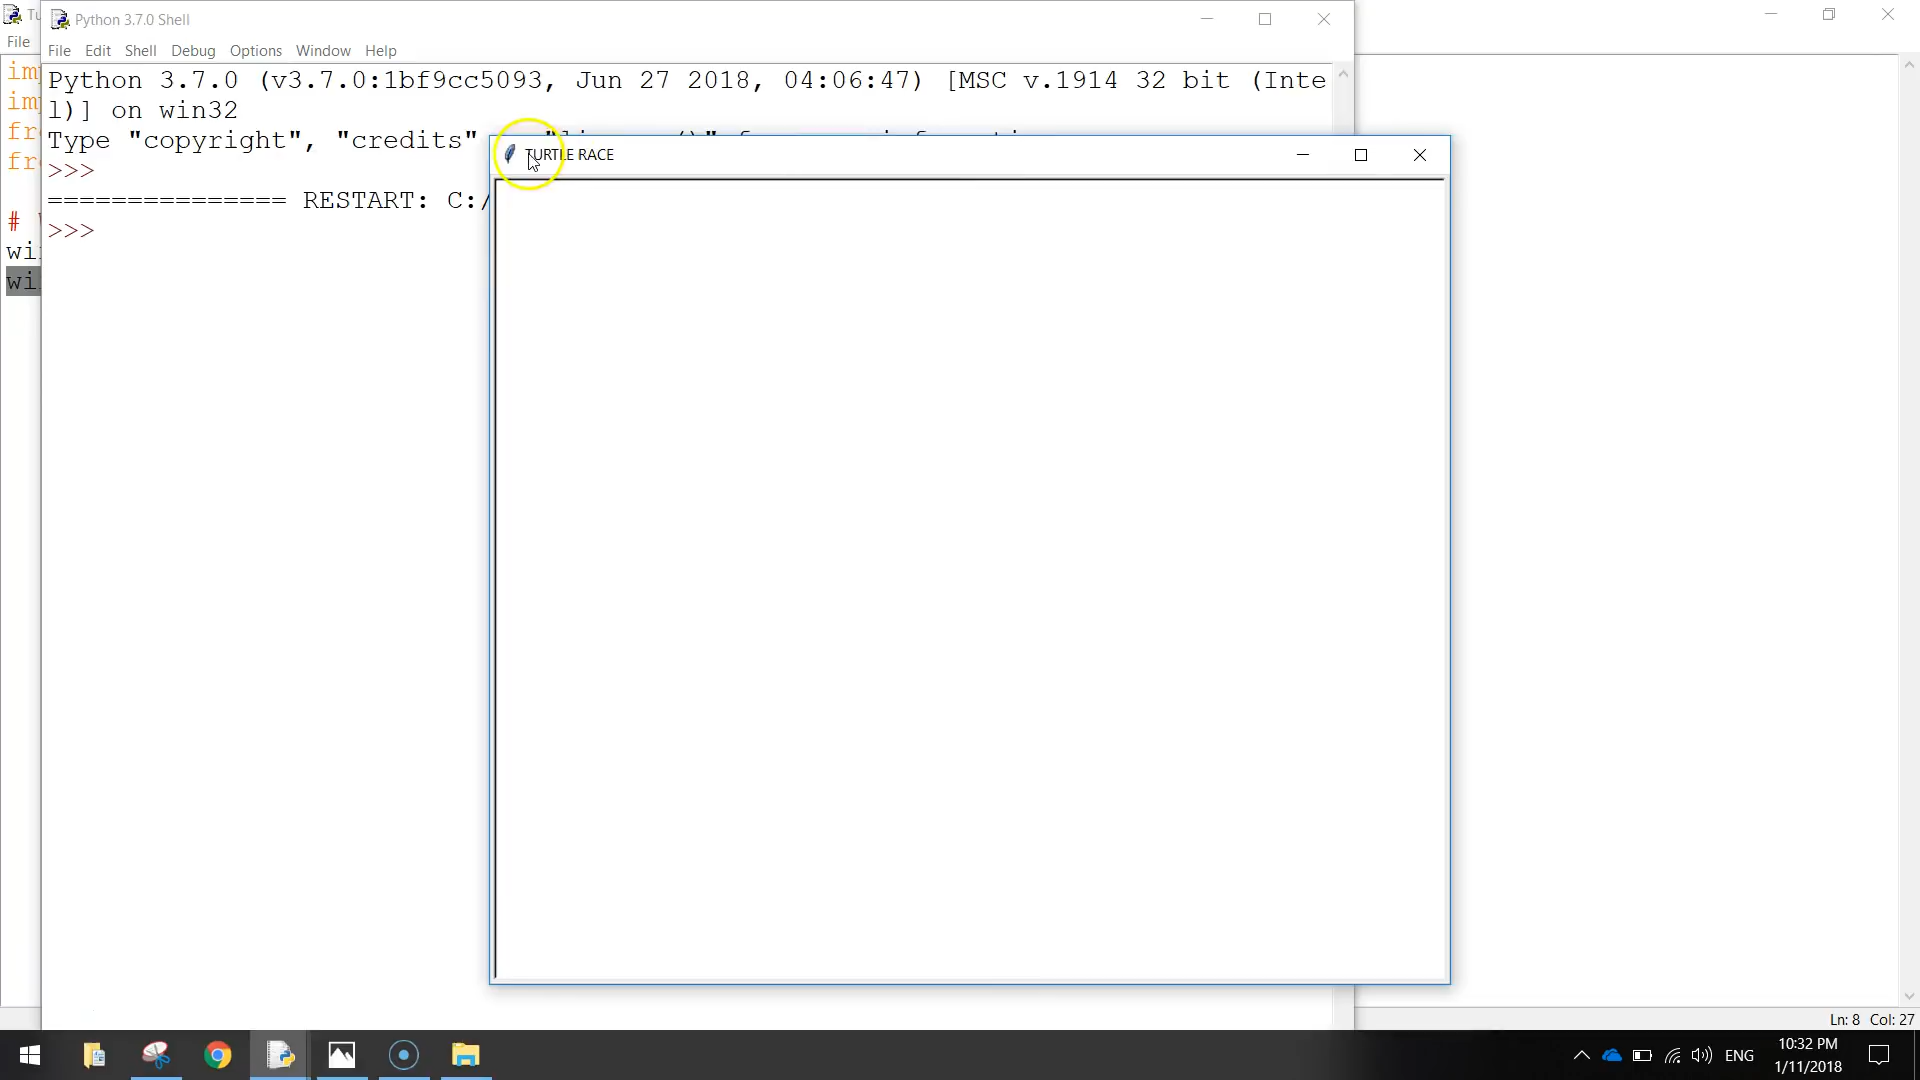 Python 3.7.0 Shell
File
File Edit Shell Debug Options Window Help
Python 3.7.0 (v3.7.0:1bf9cc5093, Jun 27 2018, 04:06:47) [MSC v.1914 32 bit (Inte
l)] on win32
Type "copyright", "credits"
>>>
=============== RESTART: C:/
>>>
TURTLE RACE
#
Ln: 8 Col: 27
ENG
10:32 PM
1/11/2018